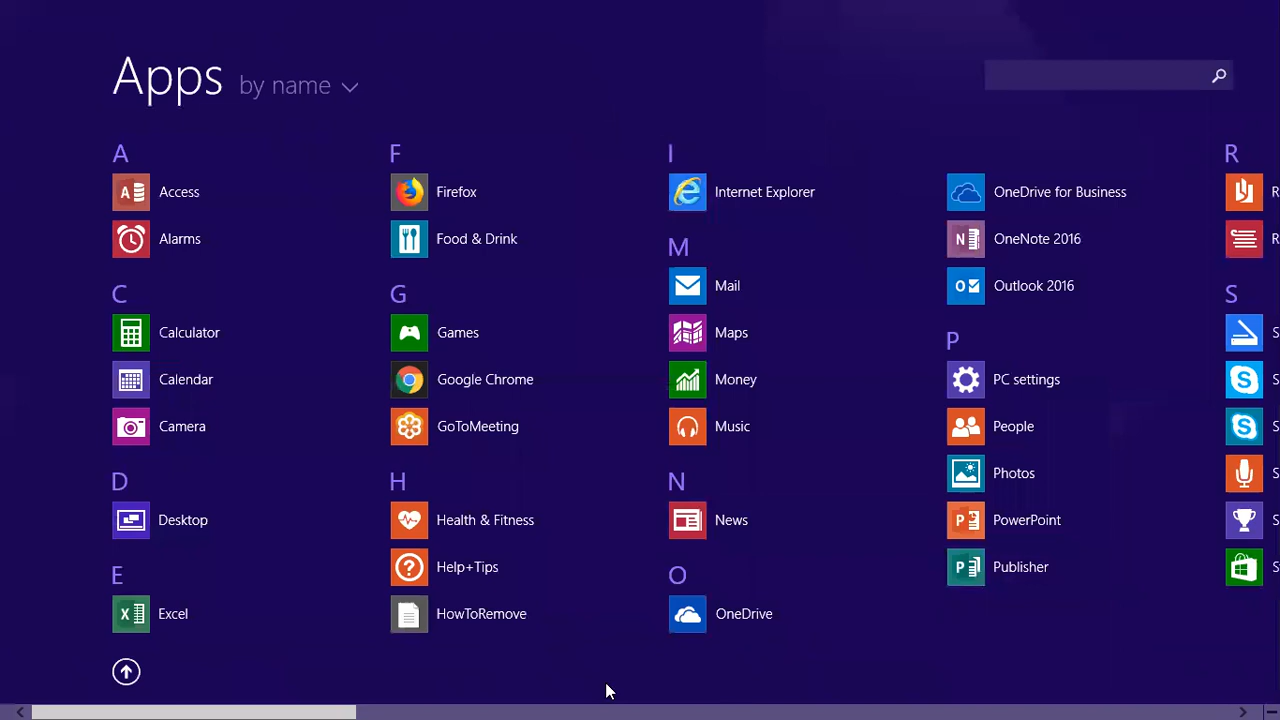 Apps by name
A
Access
Alarms
C
Calculator
Calendar
Camera
D
Desktop
E
Excel
F
Firefox
Food & Drink
G
Games
Google Chrome
GoToMeeting
H
Health & Fitness
Help+Tips
HowToRemove
I
Internet Explorer
M
Mail
Maps
Money
Music
N
News
O
OneDrive
OneDrive for Business
OneNote 2016
Outlook 2016
P
PC settings
People
Photos
PowerPoint
Publisher
R
S